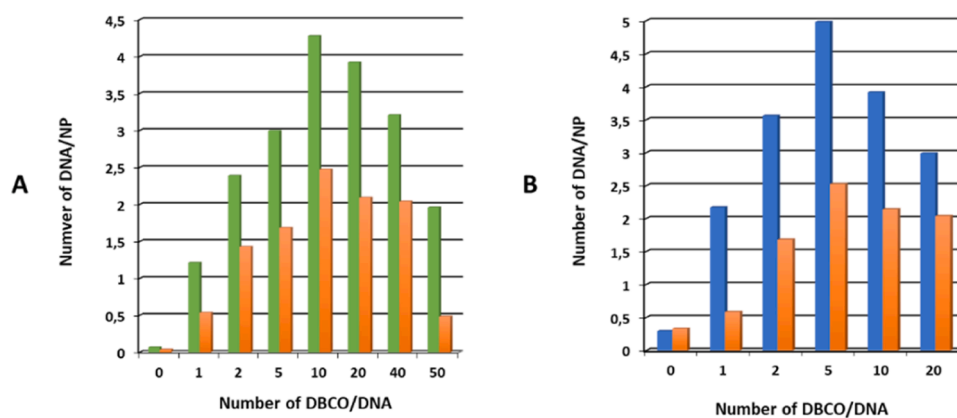 A
Numver of DNA/NP
4,5
4
3,5
3
2,5
2
1,5
1
0,5
0
0 1 2 5 10 20 40 50
Number of DBCO/DNA
B
Number of DNA/NP
5
4,5
4
3,5
3
2,5
2
1,5
1
0,5
0
0 1 2 5 10 20
Number of DBCO/DNA